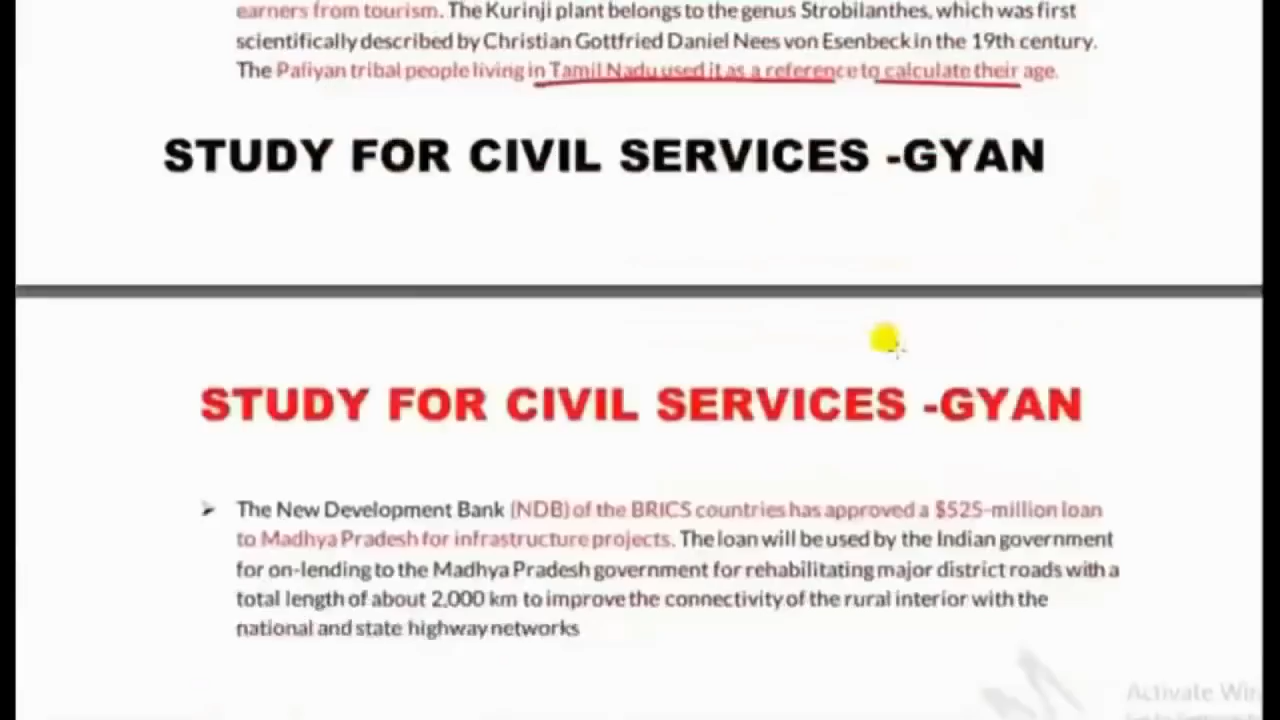 earners from tourism. The Kurinji plant belongs to the genus Strobilanthes, which was first
scientifically described by Christian Gottfried Daniel Nees von Esenbeck in the 19th century.
The Paliyan tribal people living in Tamil Nadu used it as a reference to calculate their age.
STUDY FOR CIVIL SERVICES -GYAN
STUDY FOR CIVIL SERVICES -GYAN
➢ The New Development Bank (NDB) of the BRICS countries has approved a $525-million loan
to Madhya Pradesh for infrastructure projects. The loan will be used by the Indian government
for on-lending to the Madhya Pradesh government for rehabilitating major district roads with a
total length of about 2,000 km to improve the connectivity of the rural interior with the
national and state highway networks
Activate Win